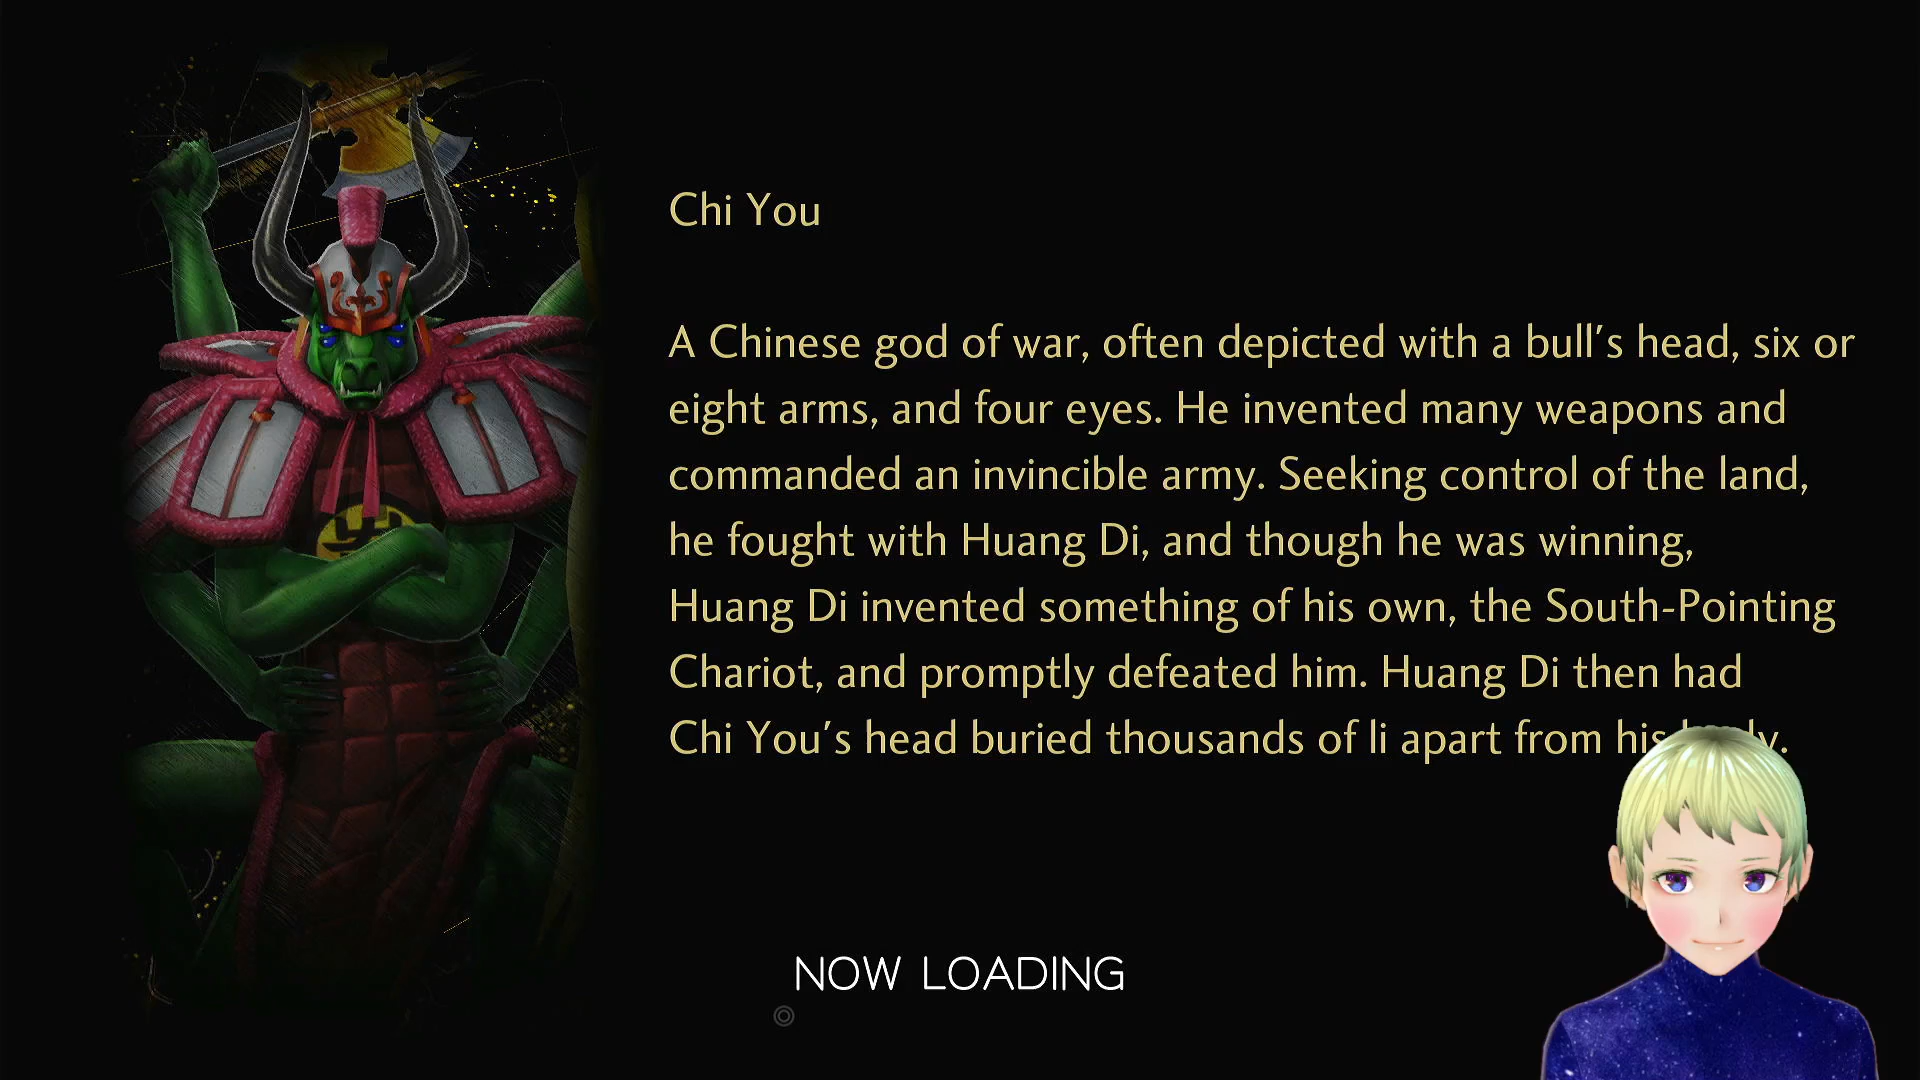 Chi You
A Chinese god of war, often depicted with a bull's head, six or
eight arms, and four eyes. He invented many weapons and
commanded an invincible army. Seeking control of the land,
he fought with Huang Di, and though he was winning,
Huang Di invented something of his own, the South-Pointing
Chariot, and promptly defeated him. Huang Di then had
Chi You's head buried thousands of li apart from his
NOW LOADING